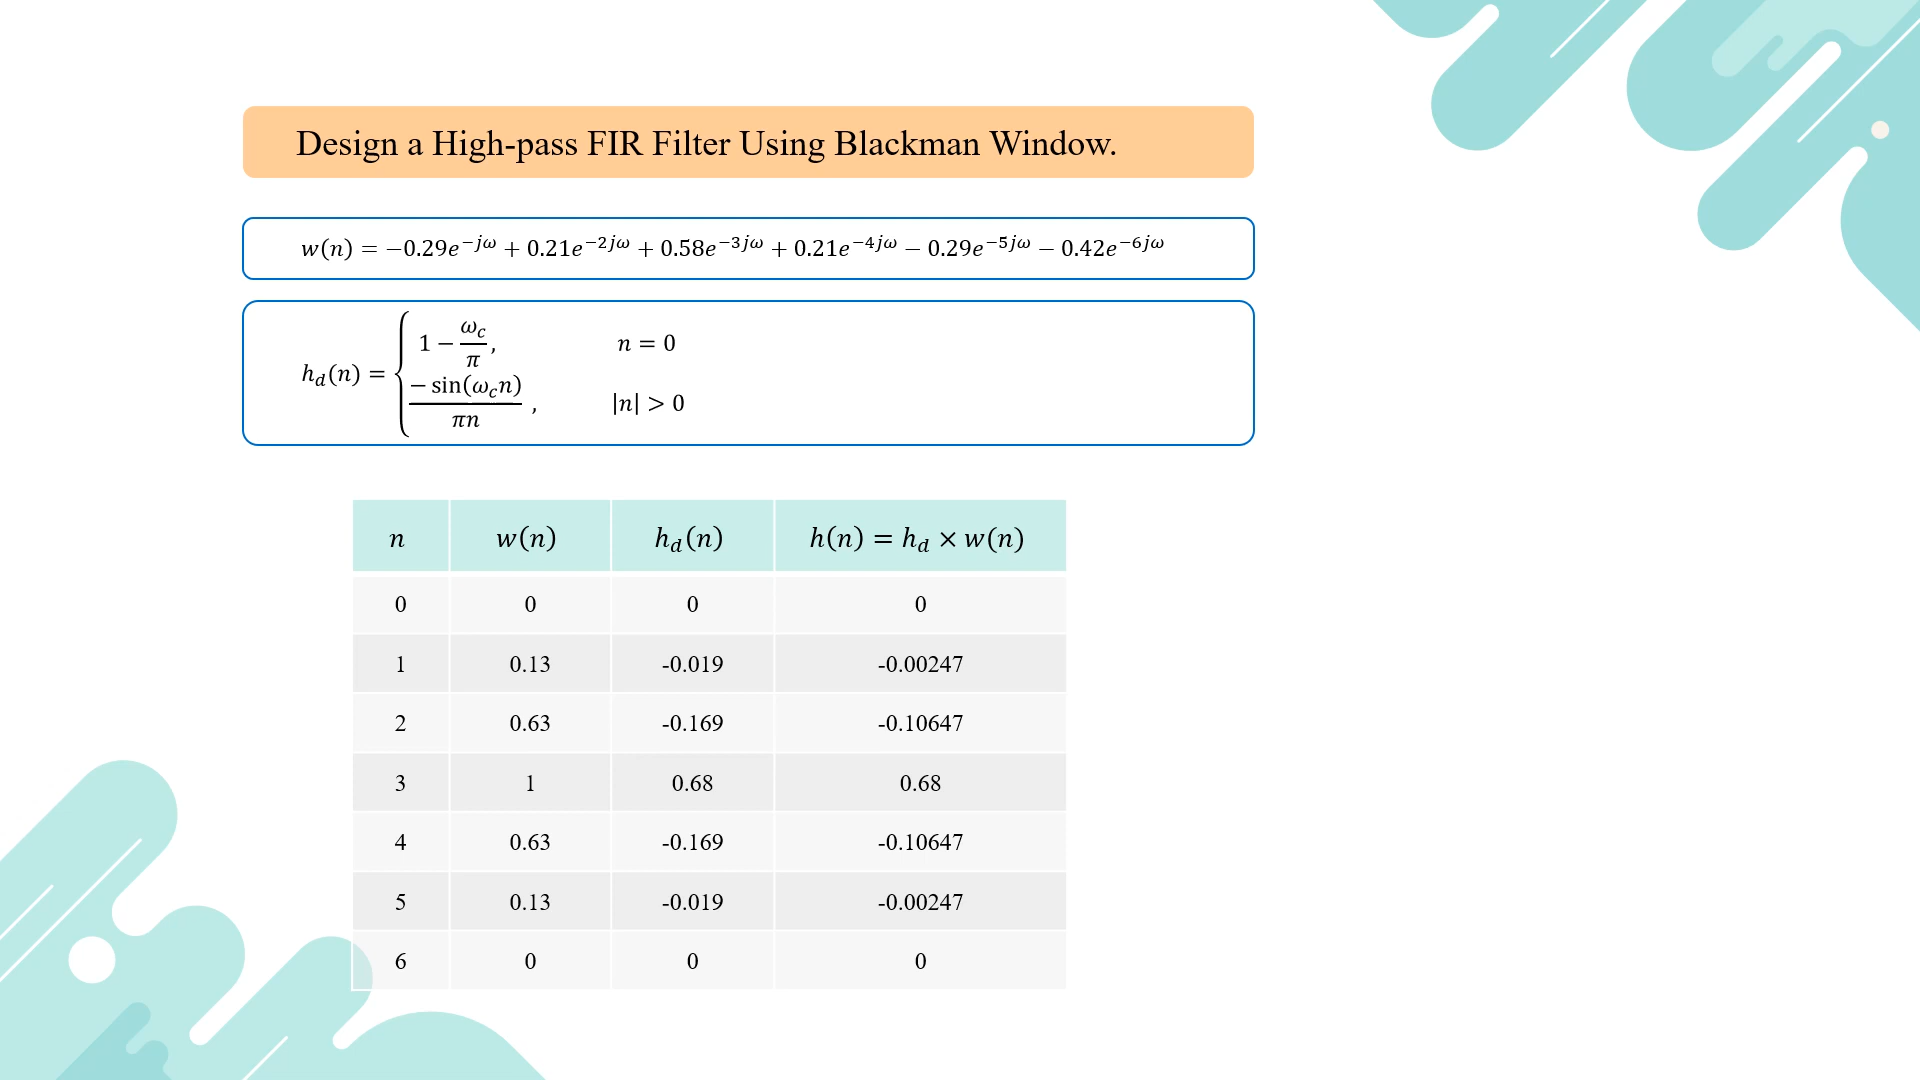 Design a High-pass FIR Filter Using Blackman Window.
w(n) = −0.29e^{−jω} + 0.21e^{−2jω} + 0.58e^{−3jω} + 0.21e^{−4jω} − 0.29e^{−5jω} − 0.42e^{−6jω}
h_d(n) = { 1 − ω_c/π, n = 0
−sin(ω_c n)/πn , |n| > 0
n w(n) h_d(n) h(n) = h_d × w(n)
0 0 0 0
1 0.13 -0.019 -0.00247
2 0.63 -0.169 -0.10647
3 1 0.68 0.68
4 0.63 -0.169 -0.10647
5 0.13 -0.019 -0.00247
6 0 0 0